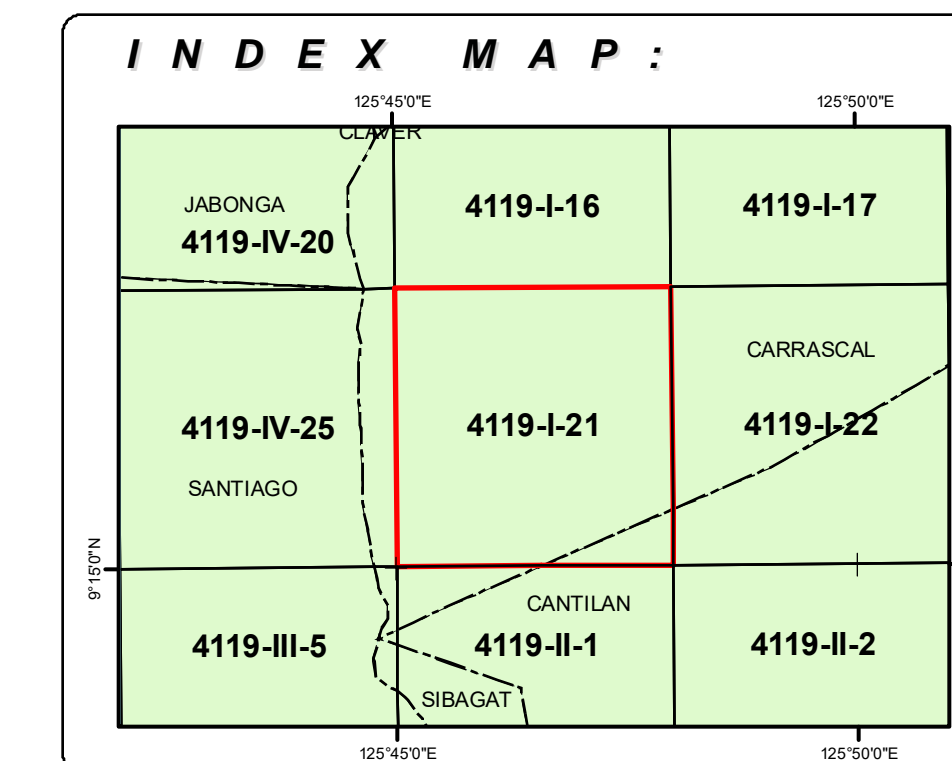 INDEX MAP:
125°45'0"E 125°50'0"E
CLAVER
JABONGA
4119-IV-20
4119-I-16
4119-I-17
CARRASCAL
4119-IV-25
4119-I-21
4119-I-22
SANTIAGO
9°15'0"N
CANTILAN
4119-III-5
4119-II-1
4119-II-2
SIBAGAT
125°45'0"E 125°50'0"E